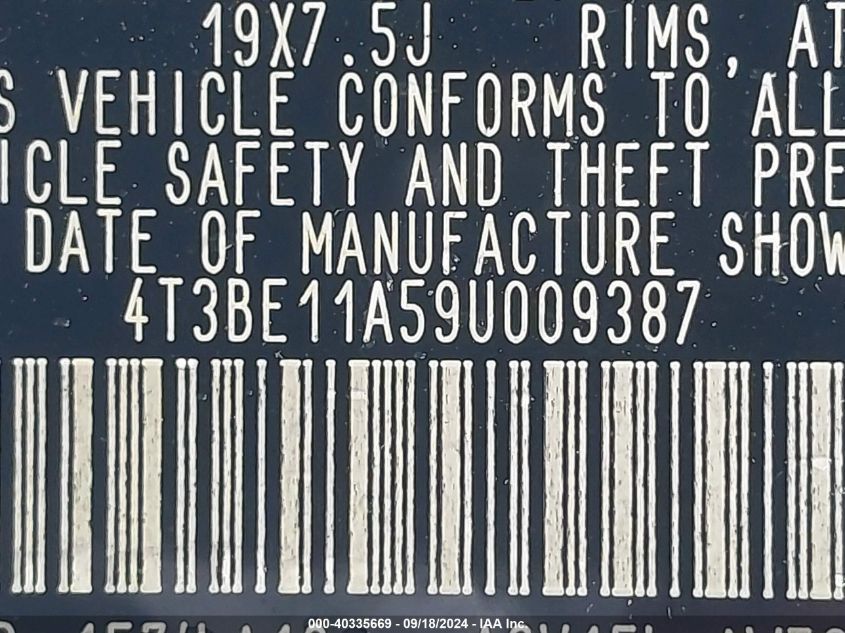 19X7.5J RIMS, AT
S VEHICLE CONFORMS TO ALL
ICLE SAFETY AND THEFT PRE
DATE OF MANUFACTURE SHOW
4T3BE11A59U009387
000-40335669 - 09/18/2024 - IAA Inc.